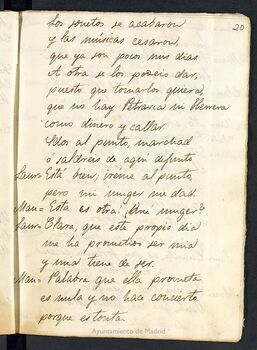 20
Los sonetos se acabaron
y las músicas cesaron,
que ya son pocos mis dias
A otra se los podeis dar,
puesto que tomarlos quiera,
que no hay Petrarca ni Herrera
como dinero y callar.
Idos al punto, marchad
ó saldreis de aqui difunto
Laur= Está bien, iréme al punto,
pero mi muger me dad.
Man= Esta es otra! Qué muger?
Laur= Clara, que este propio dia
me ha prometido ser mia
y mia tiene de ser.
Man= Palabra que ella prometa
es nula y no hace concierto
porque es tonta.
Ayuntamiento de Madrid